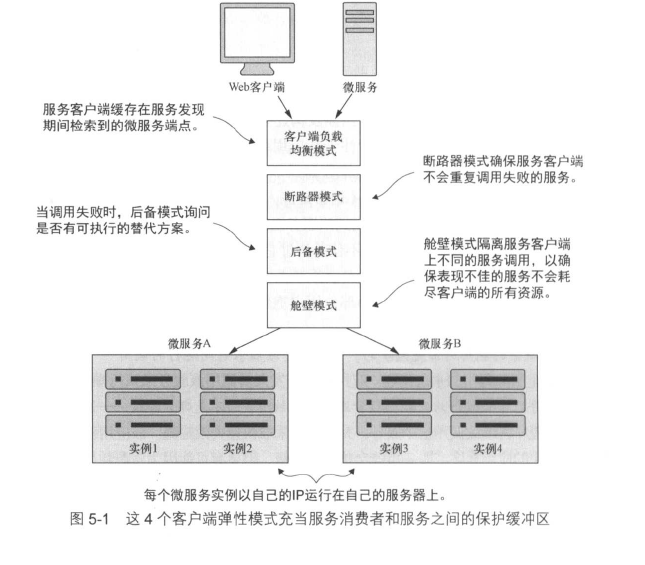 Web客户端
微服务
服务客户端缓存在服务发现
期间检索到的微服务端点。
客户端负载
均衡模式
断路器模式确保服务客户端
不会重复调用失败的服务。
断路器模式
当调用失败时，后备模式询问
是否有可执行的替代方案。
后备模式
舱壁模式隔离服务客户端
上不同的服务调用，以确
保表现不佳的服务不会耗
尽客户端的所有资源。
舱壁模式
微服务A
微服务B
实例1
实例2
实例3
实例4
每个微服务实例以自己的IP运行在自己的服务器上。
图 5-1 这 4 个客户端弹性模式充当服务消费者和服务之间的保护缓冲区